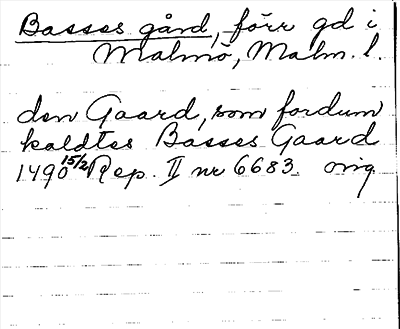 Basses gård, förr gd i
Malmö, Malm. l.
den Gaard, som fordum
kaldtes Basses Gaard
1490 15/2 Rep. II nr 6683. orig